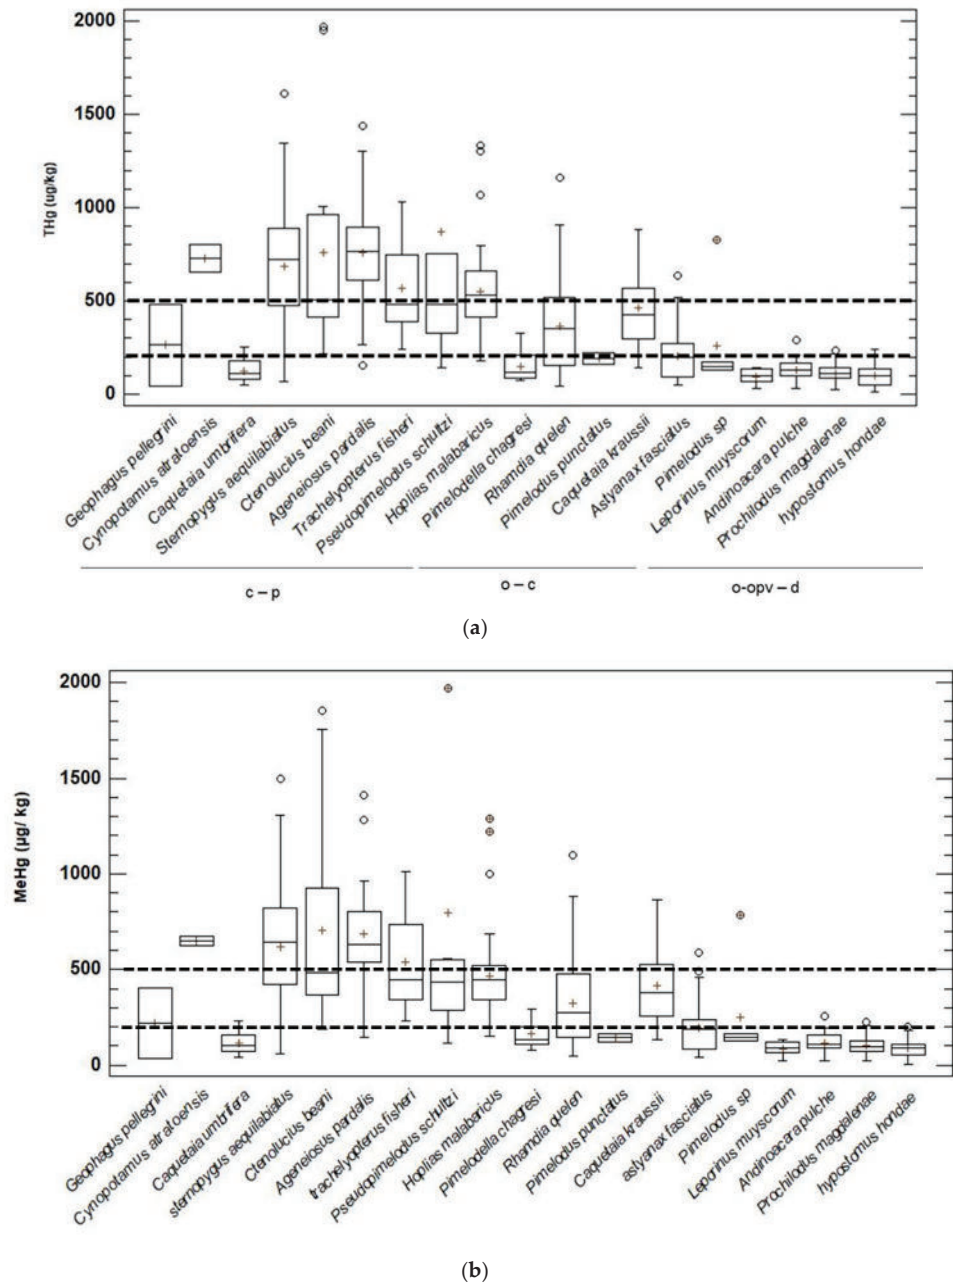 2000
1500
1000
500
0
THg (ug/kg)
Geophagus pellegrini
Cynopotamus atratoensis
Caquetaia umbrifera
Sternopygus aequilabiatus
Ctenolucius beani
Ageneiosus pardalis
Trachelyopterus fisheri
Pseudopimelodus schultzi
Hoplias malabaricus
Pimelodella chagresi
Rhamdia quelen
Pimelodus punctatus
Caquetaia kraussii
Astyanax fasciatus
Pimelodus sp
Leporinus muyscorum
Andinoacara pulche
Prochilodus magdalenae
hypostomus hondae
c – p
o – c
o-opv – d
(a)
2000
1500
1000
500
0
MeHg (µg/ kg)
Geophagus pellegrini
Cynopotamus atratoensis
Caquetaia umbrifera
sternopygus aequilabiatus
Ctenolucius beani
Ageneiosus pardalis
trachelyopterus fisheri
Pseudopimelodus schultzi
Hoplias malabaricus
Pimelodella chagresi
Rhamdia quelen
Pimelodus punctatus
Caquetaia kraussii
astyanax fasciatus
Pimelodus sp
Leporinus muyscorum
Andinoacara pulche
Prochilodus magdalenae
hypostomus hondae
(b)